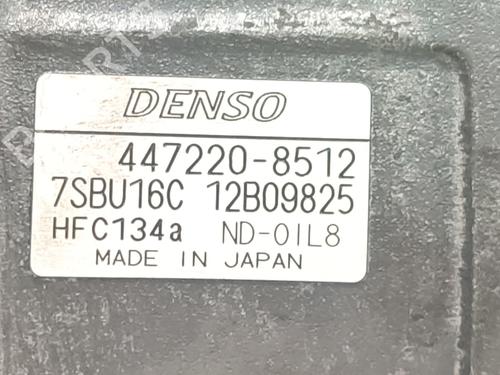 DENSO
447220-8512
7SBU16C 12B09825
HFC134a ND-OIL8
MADE IN JAPAN